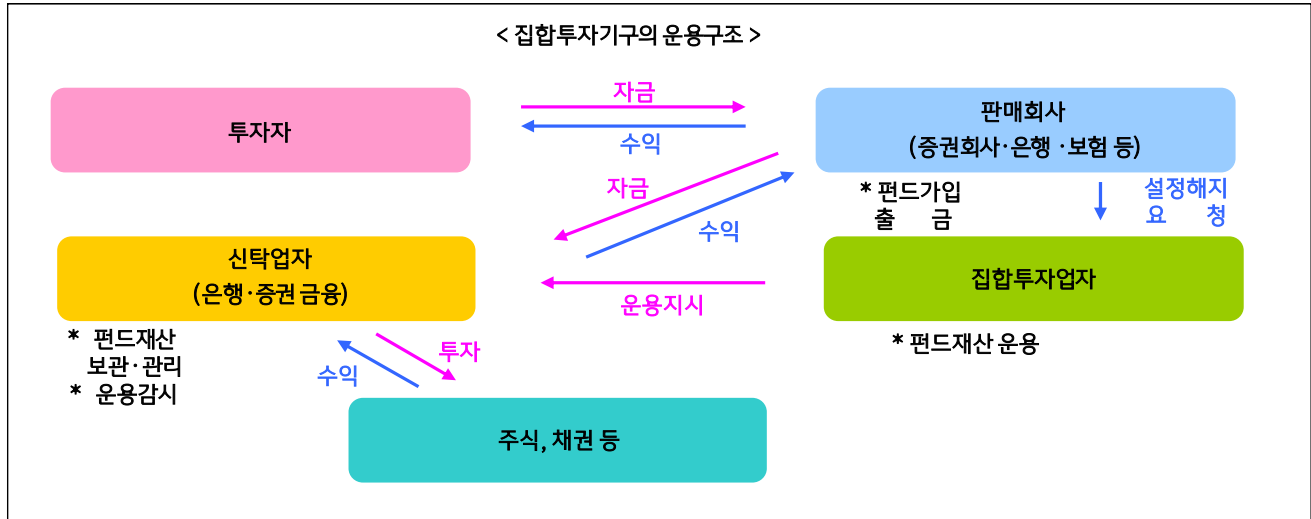 < 집합투자기구의 운용구조 >
투자자
자금
수익
판매회사
(증권회사·은행 ·보험 등)
자금
수익
* 펀드가입
출 금
설정해지
요 청
신탁업자
(은행·증권 금융)
운용지시
집합투자업자
* 펀드재산
보관·관리
* 운용감시
* 펀드재산 운용
투자
수익
주식, 채권 등